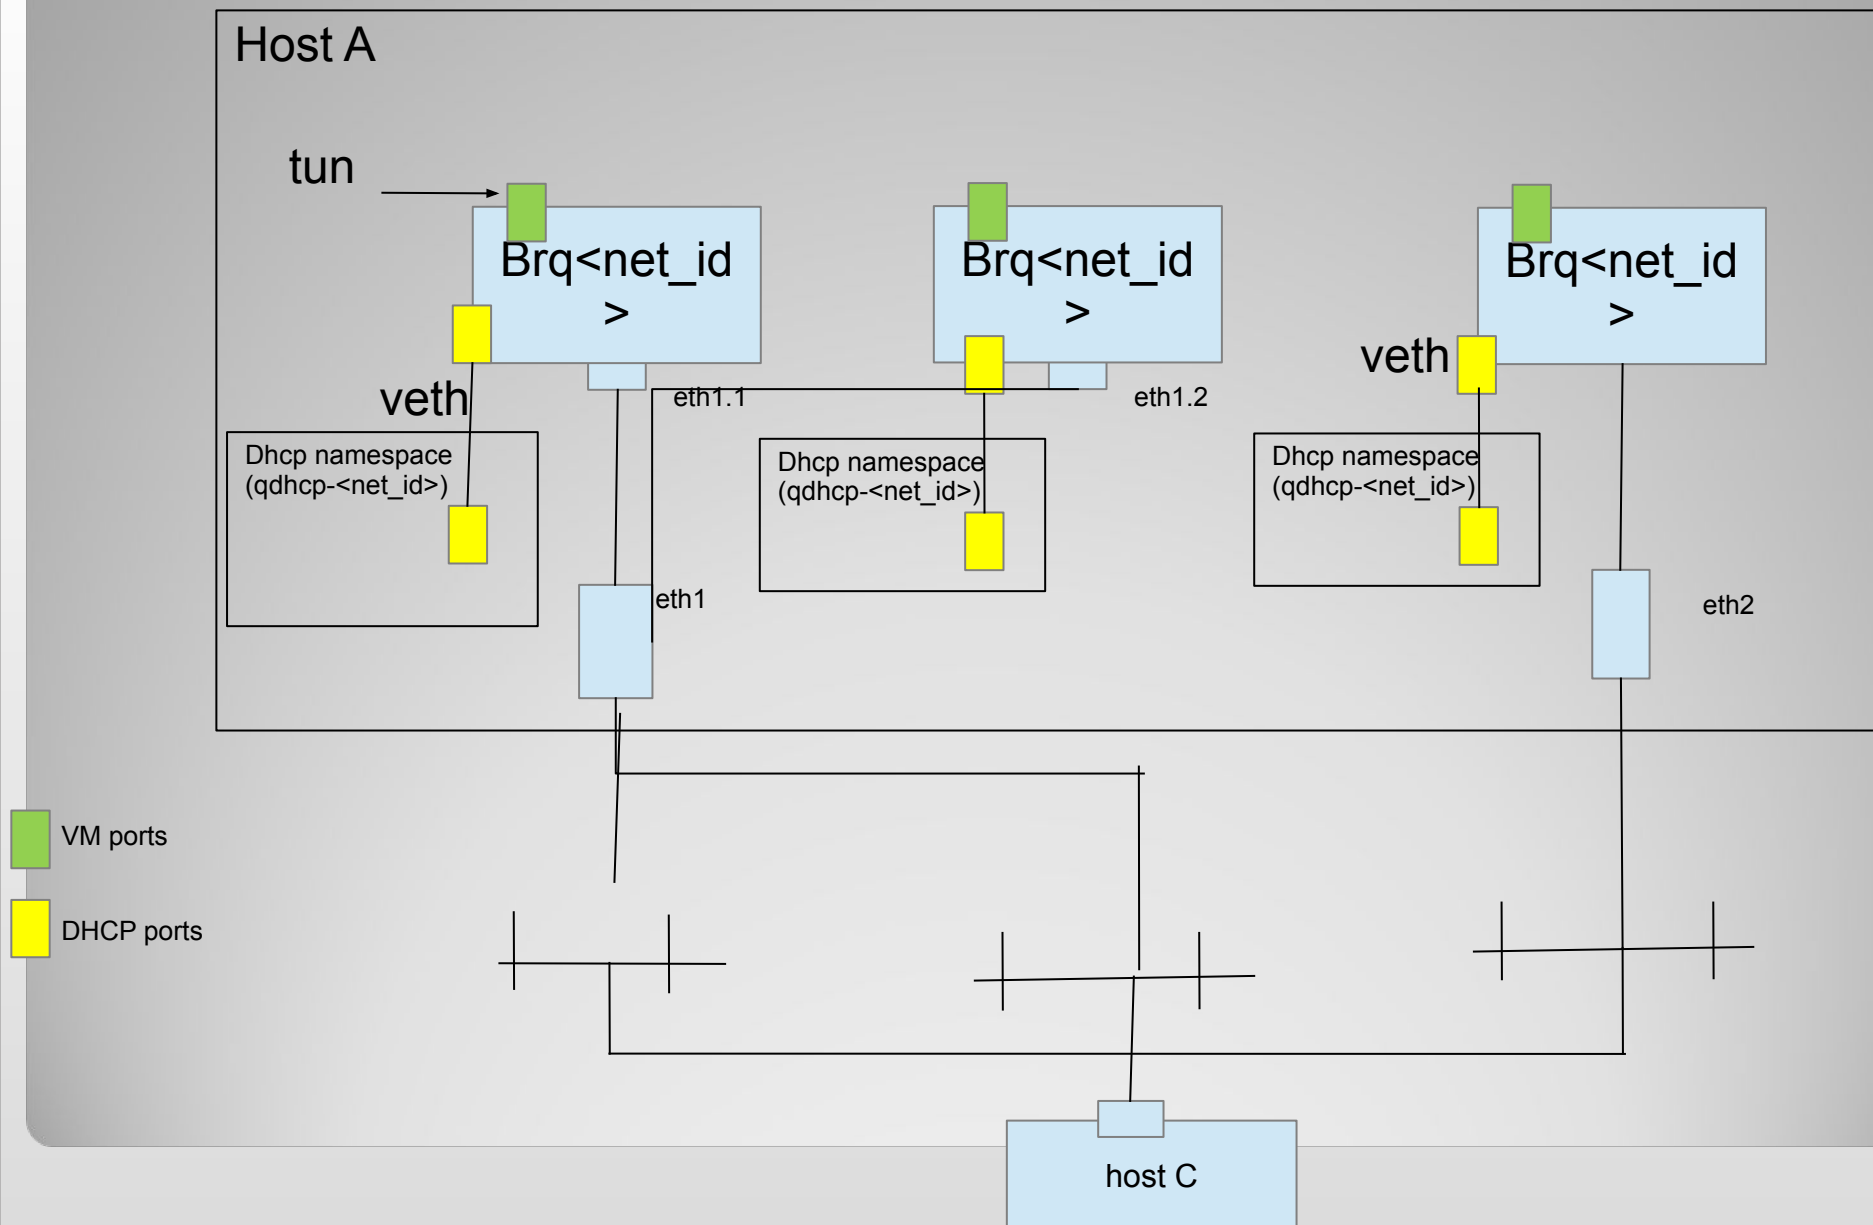 Host A
tun
Brq<net_id
>
Brq<net_id
>
Brq<net_id
>
veth
veth
eth1.1
eth1.2
Dhcp namespace
(qdhcp-<net_id>)
Dhcp namespace
(qdhcp-<net_id>)
Dhcp namespace
(qdhcp-<net_id>)
eth1
eth2
VM ports
DHCP ports
host C